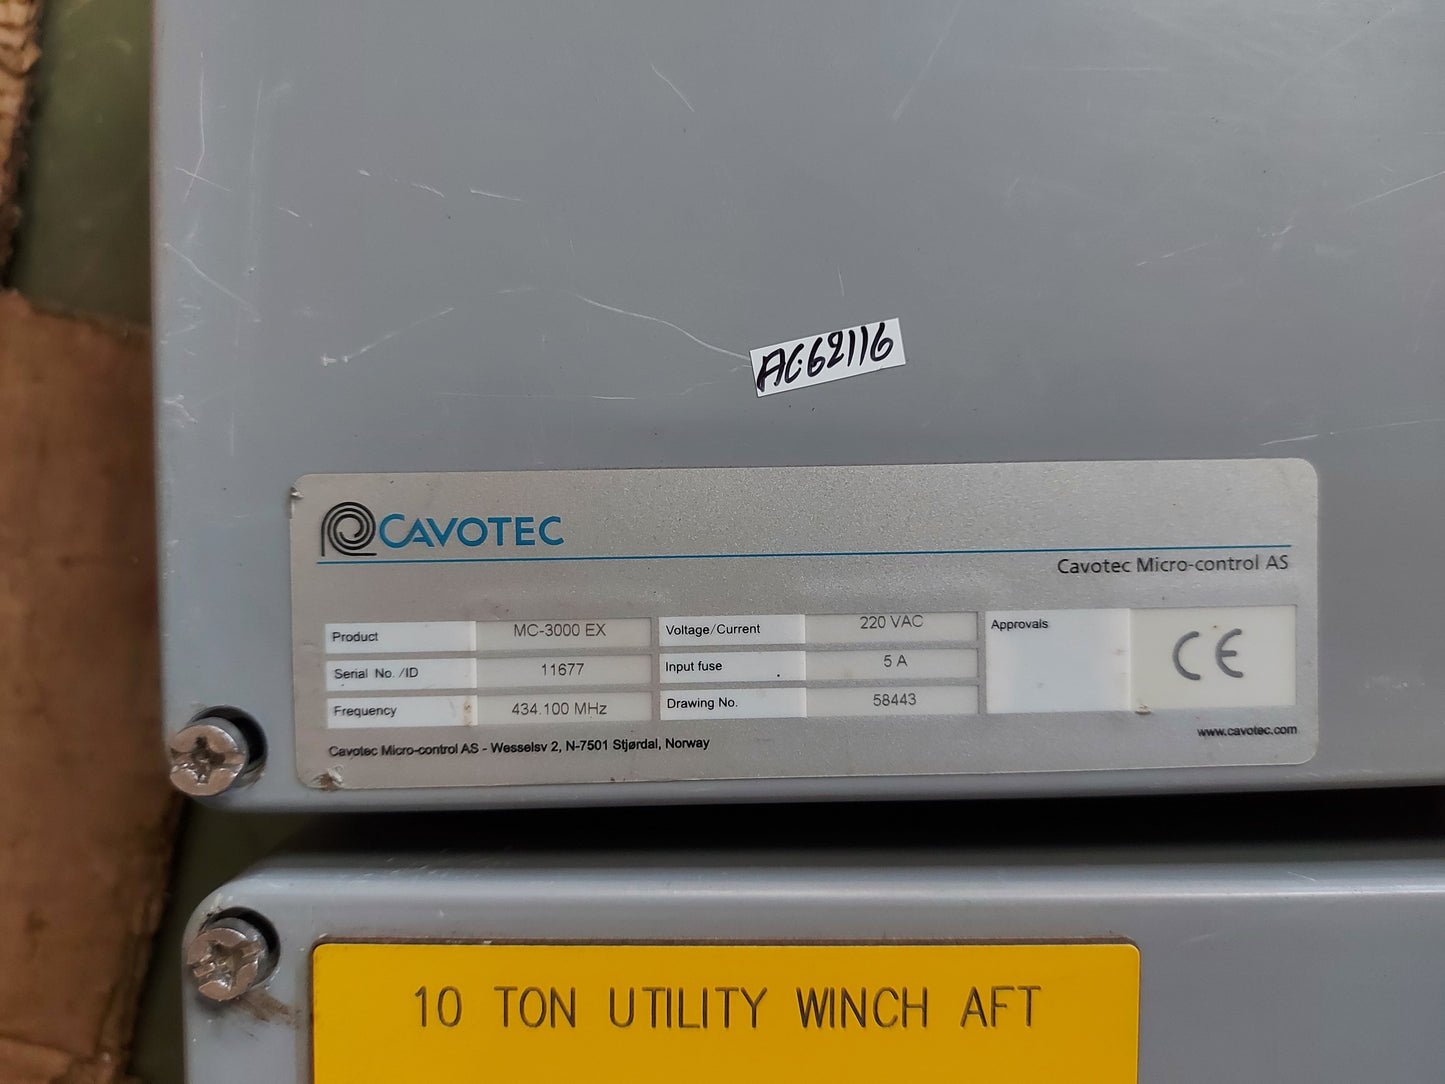 AC62116
CAVOTEC
Cavotec Micro-control AS
Product MC-3000 EX Voltage/Current 220 VAC Approvals CE
Serial No. /ID 11677 Input fuse 5 A
Frequency 434.100 MHz Drawing No. 58443
Cavotec Micro-control AS - Wesselsv 2, N-7501 Stjørdal, Norway www.cavotec.com
10 TON UTILITY WINCH AFT